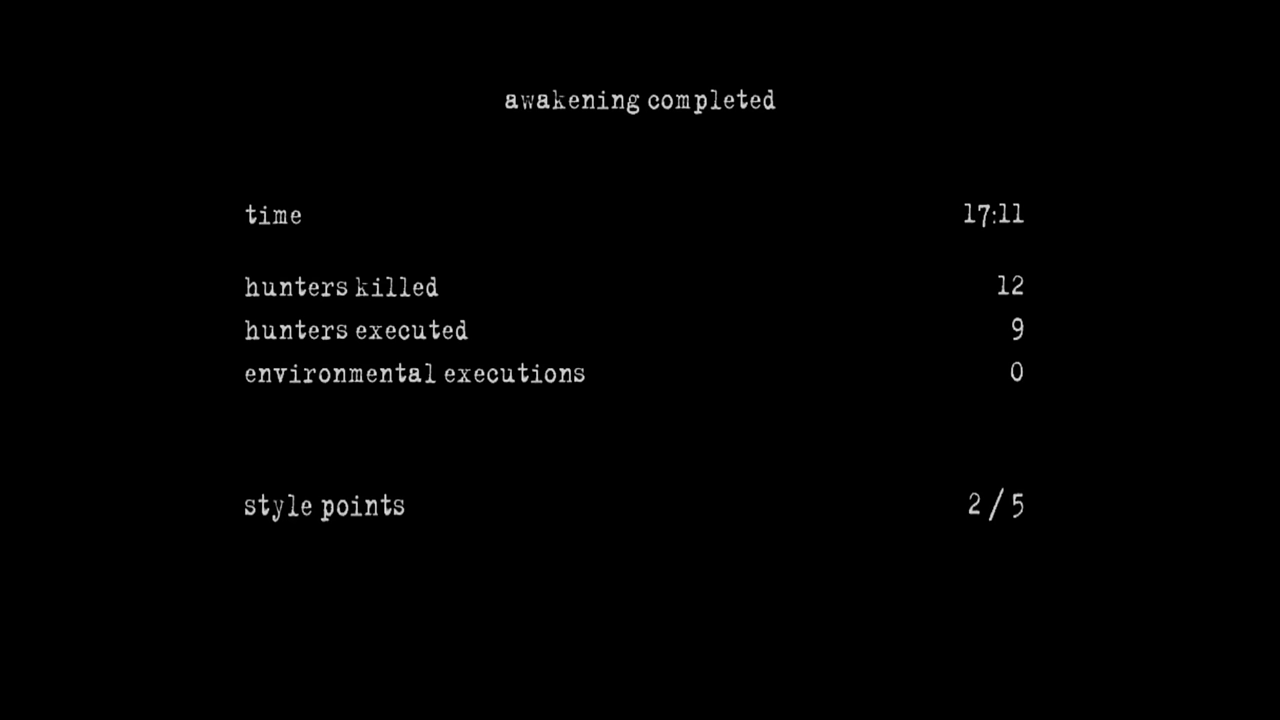 awakening completed
time 17:11
hunters killed 12
hunters executed 9
environmental executions 0
style points 2 / 5